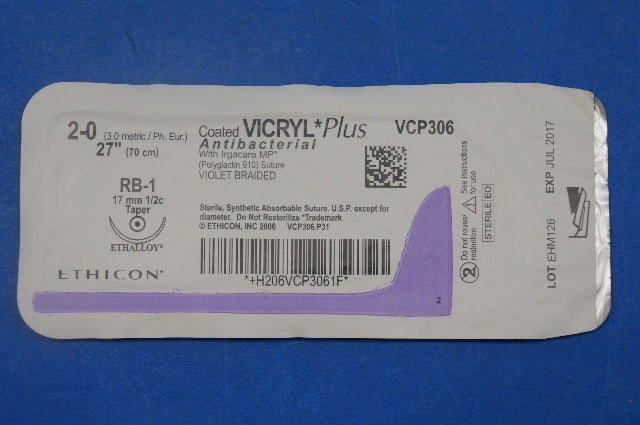 2-0 (3.0 metric / Ph. Eur.)
27" (70 cm)
RB-1
17 mm 1/2c
Taper
ETHALLOY*
ETHICON*
Coated VICRYL* Plus VCP306
Antibacterial
With Irgacare MP*
(Polyglactin 910) Suture
VIOLET BRAIDED
Sterile, Synthetic Absorbable Suture. U.S.P. except for
diameter. Do Not Resterilize *Trademark
© ETHICON, INC 2006 VCP306.P31
*+H206VCP3061F*
2
2
Do not reuse/
resterilize
See instructions
for use
STERILE EO
LOT EHM126 EXP JUL 2017